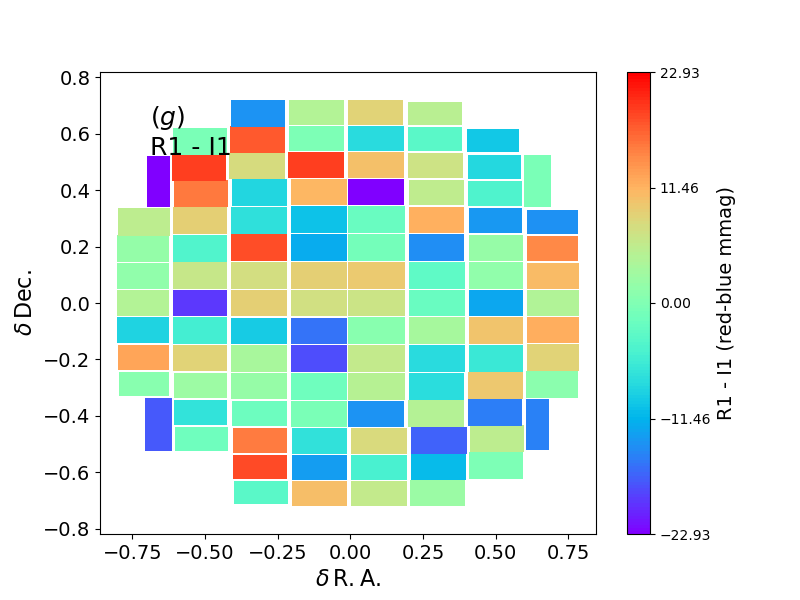 (g)
R1 - I1
0.8
0.6
0.4
0.2
0.0
−0.2
−0.4
−0.6
−0.8
δ Dec.
−0.75 −0.50 −0.25 0.00 0.25 0.50 0.75
δ R. A.
22.93
11.46
0.00
−11.46
−22.93
R1 - I1 (red-blue mmag)